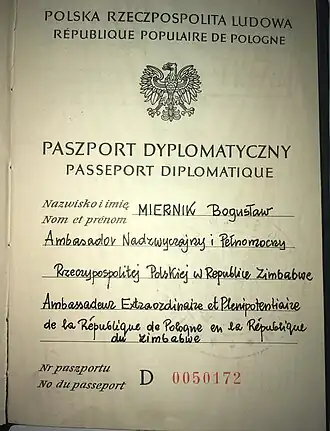 POLSKA RZECZPOSPOLITA LUDOWA
RÉPUBLIQUE POPULAIRE DE POLOGNE
PASZPORT DYPLOMATYCZNY
PASSEPORT DIPLOMATIQUE
Nazwisko i imię MIERNIK Bogusław
Nom et prénom
Ambasador Nadzwyczajny i Pełnomocny
Rzeczypospolitej Polskiej w Republice Zimbabwe
Ambassadeur Extraordinaire et Plenipotentiaire
de la République de Pologne en la République
du Zimbabwe
Nr paszportu
No du passeport D 0050172